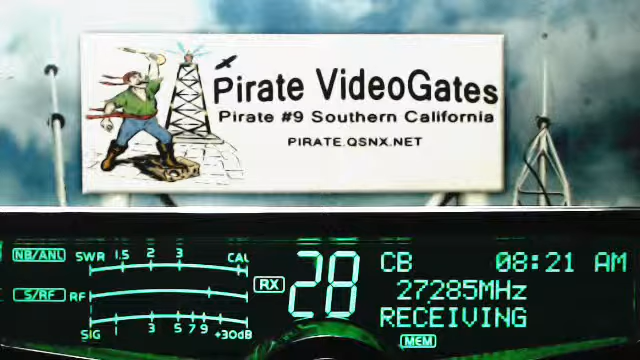 Pirate VideoGates
Pirate #9 Southern California
PIRATE.QSNX.NET
NB/ANL SWR 1.5 2 3 CAL
S/RF RF
SIG 3 5 7 9 +30dB
RX 28 CB 08:21 AM
27285MHz
RECEIVING
MEM